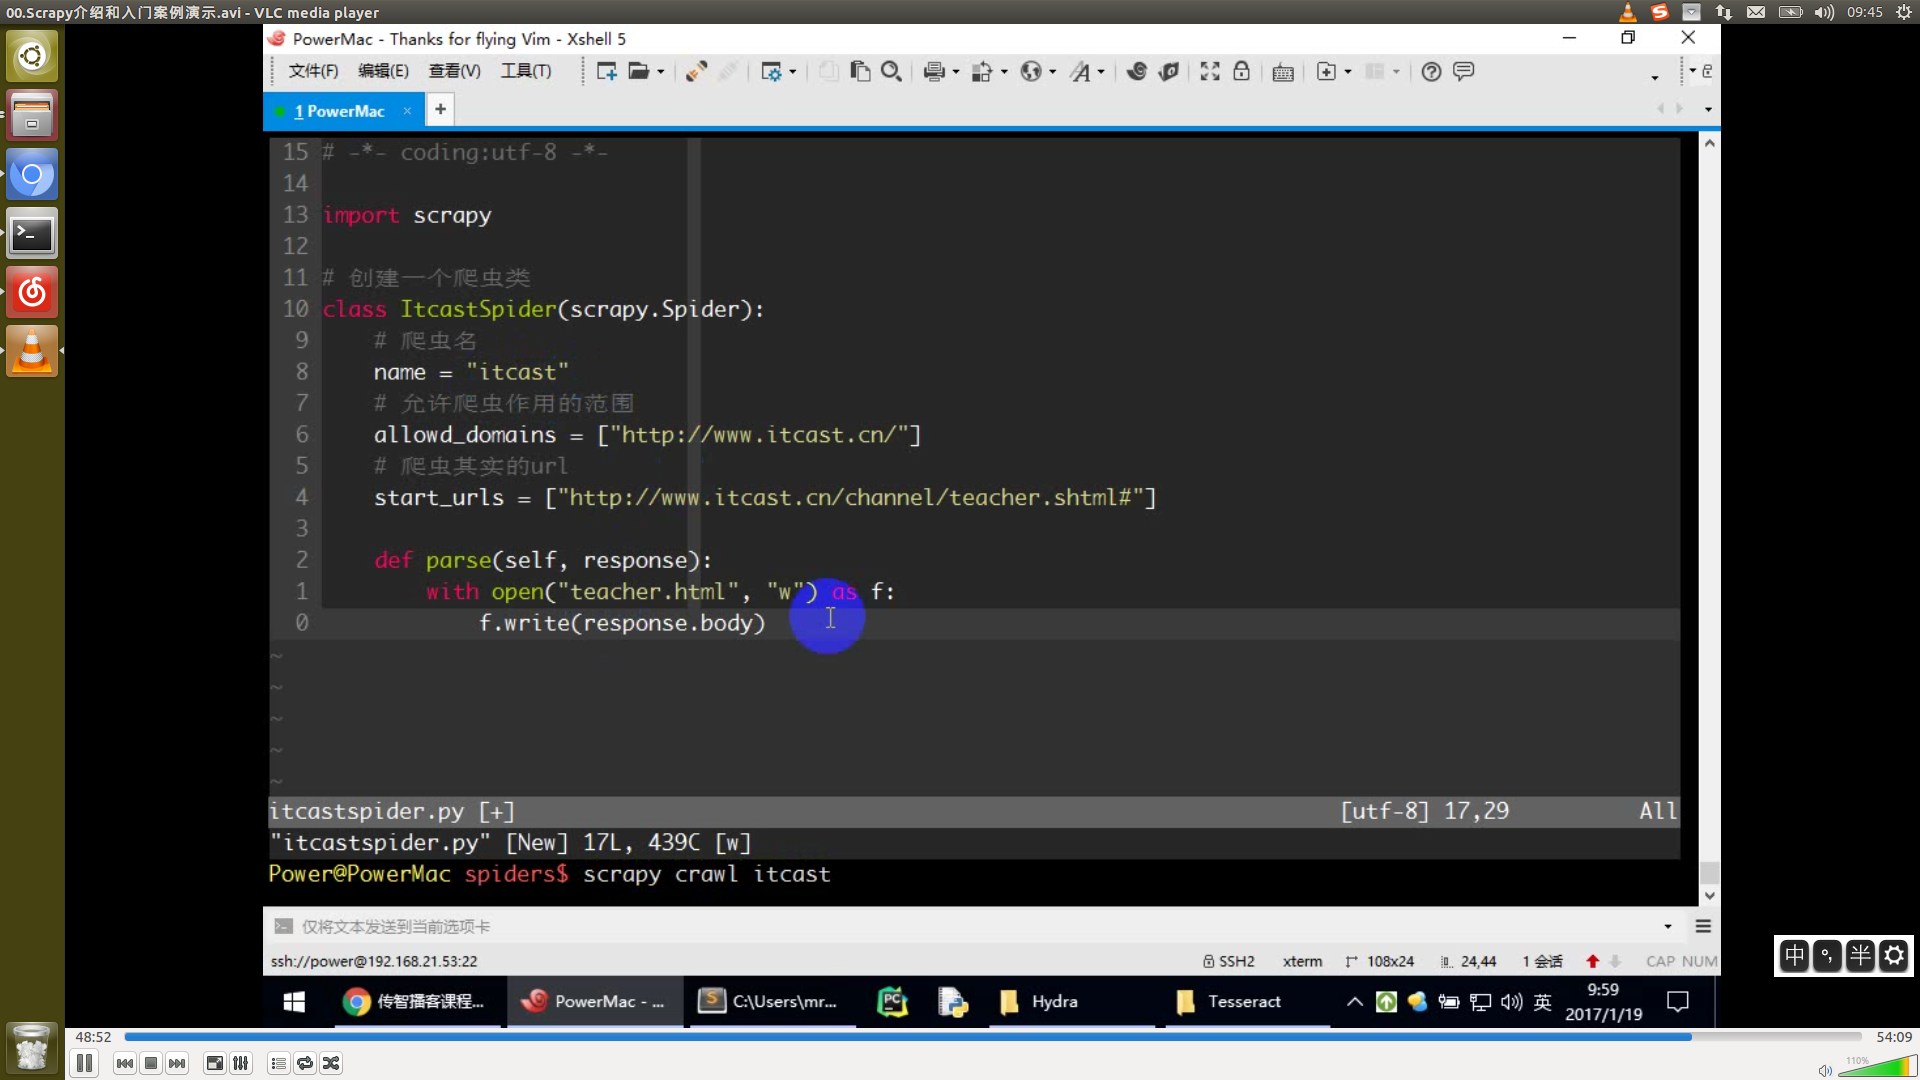 00.Scrapy介绍和入门案例演示.avi - VLC media player
09:45
PowerMac - Thanks for flying Vim - Xshell 5
文件(F) 编辑(E) 查看(V) 工具(T)
1 PowerMac × +
15 # -*- coding:utf-8 -*-
14
13 import scrapy
12
11 # 创建一个爬虫类
10 class ItcastSpider(scrapy.Spider):
9 # 爬虫名
8 name = "itcast"
7 # 允许爬虫作用的范围
6 allowd_domains = ["http://www.itcast.cn/"]
5 # 爬虫其实的url
4 start_urls = ["http://www.itcast.cn/channel/teacher.shtml#"]
3
2 def parse(self, response):
1 with open("teacher.html", "w") as f:
0 f.write(response.body)
~
~
~
~
~
itcastspider.py [+] [utf-8] 17,29 All
"itcastspider.py" [New] 17L, 439C [w]
Power@PowerMac spiders$ scrapy crawl itcast
仅将文本发送到当前选项卡
ssh://power@192.168.21.53:22 SSH2 xterm 108x24 24,44 1 会话 CAP NUM
中 °, 半
传智播客课程... PowerMac - ... C:\Users\mr... PC Hydra Tesseract 英 9:59
2017/1/19
48:52 54:09
110%